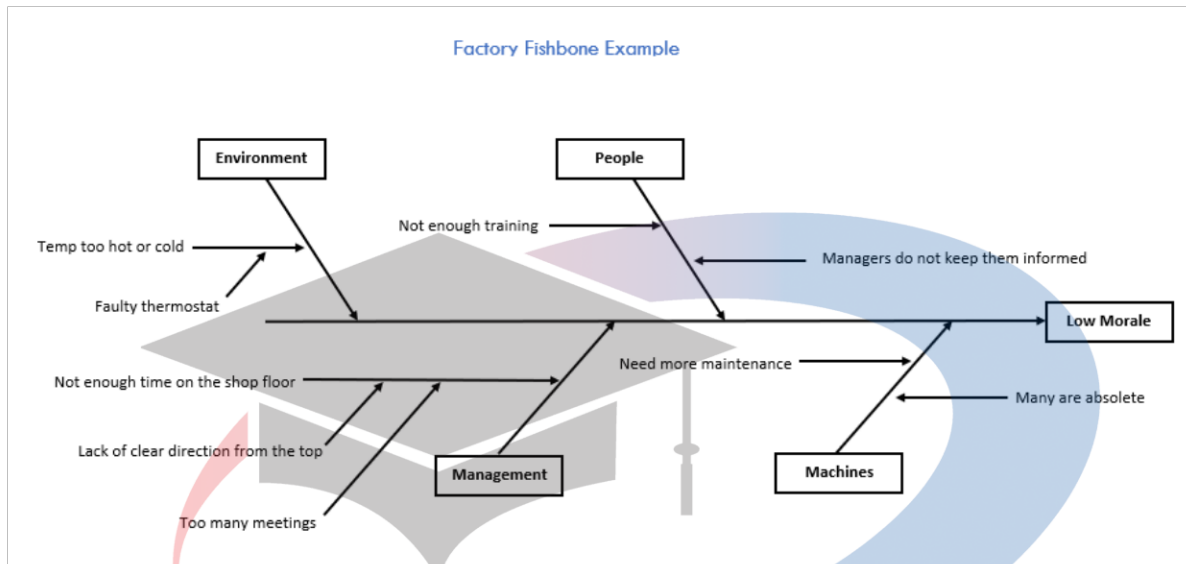 Factory Fishbone Example
Environment
People
Not enough training
Temp too hot or cold
Managers do not keep them informed
Faulty thermostat
Low Morale
Need more maintenance
Not enough time on the shop floor
Many are absolete
Lack of clear direction from the top
Management
Machines
Too many meetings